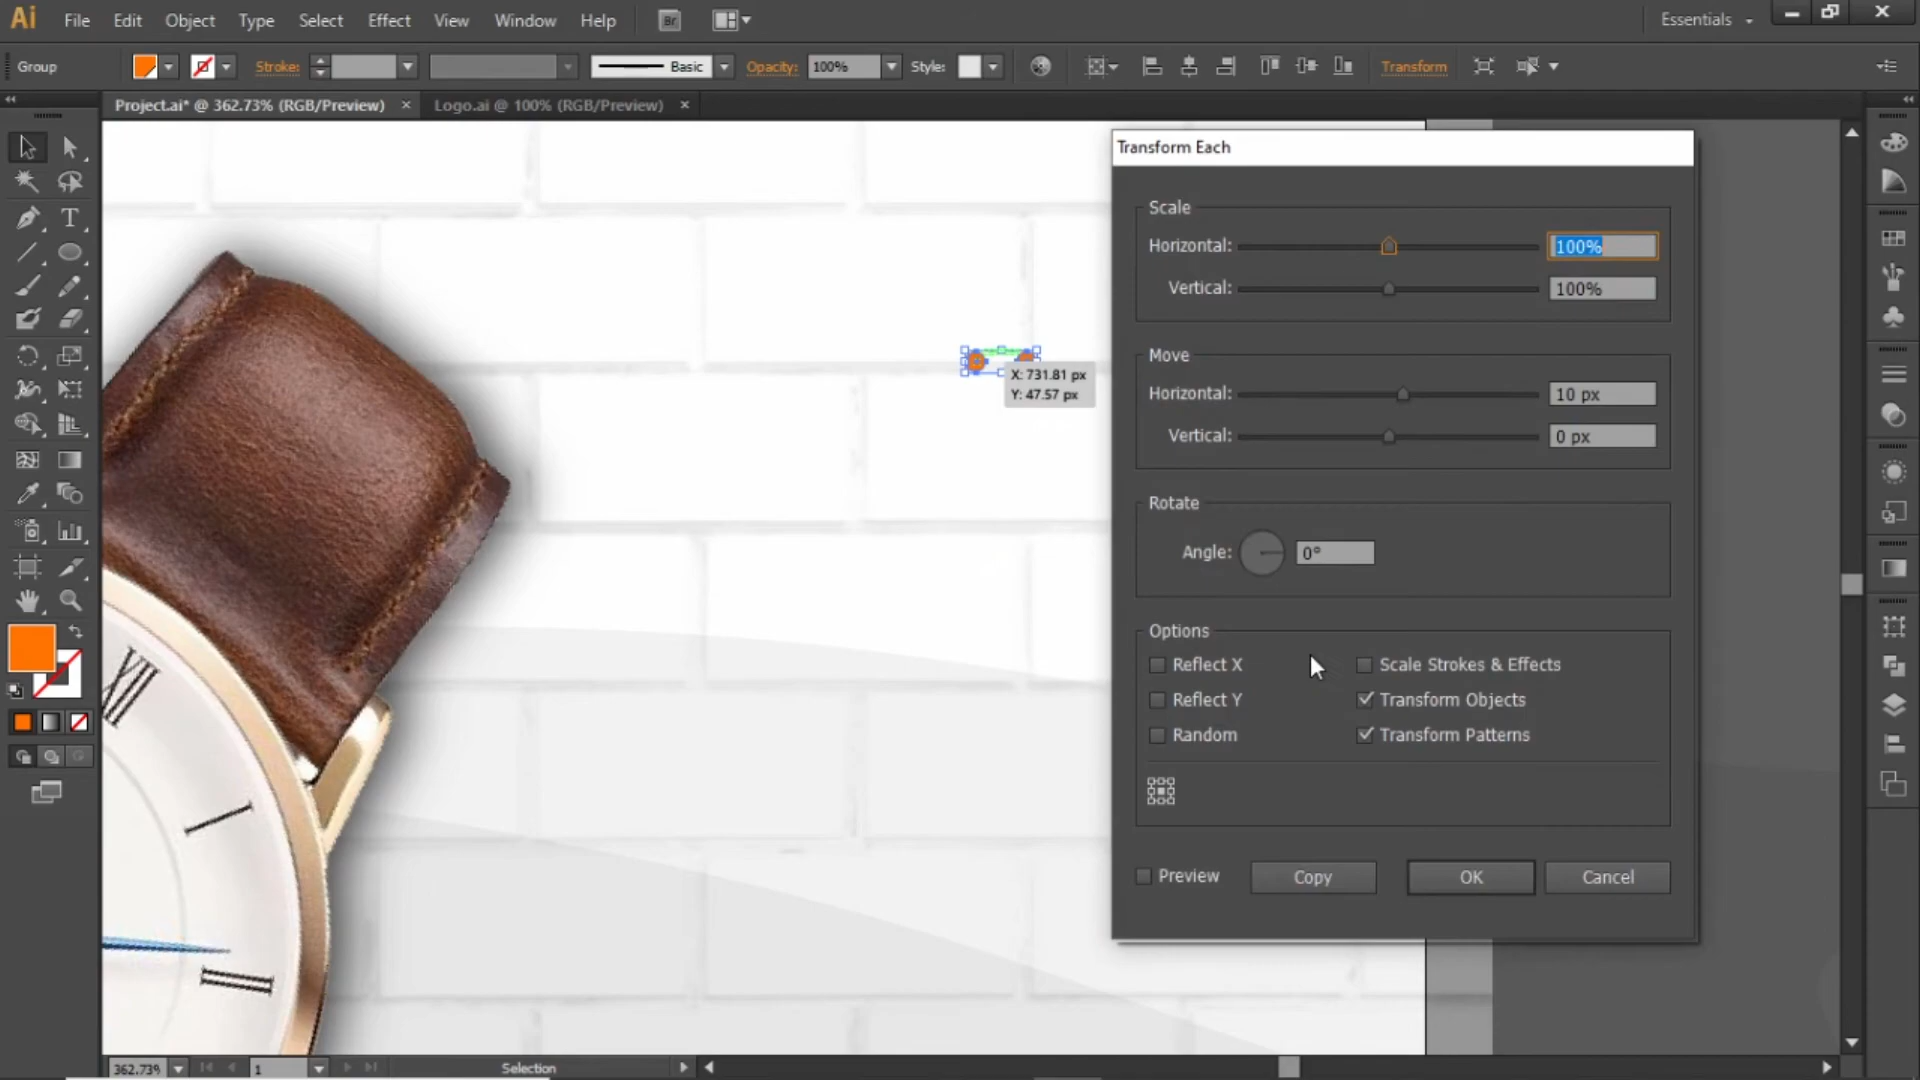 Ai File Edit Object Type Select Effect View Window Help Br Essentials
Group Stroke: Basic Opacity: 100% Style: Transform
Project.ai* @ 362.73% (RGB/Preview) × Logo.ai @ 100% (RGB/Preview) ×
Transform Each
Scale
Horizontal: 100%
Vertical: 100%
Move
Horizontal: 10 px
Vertical: 0 px
Rotate
Angle: 0°
Options
Reflect X Scale Strokes & Effects
Reflect Y Transform Objects
Random Transform Patterns
Preview Copy OK Cancel
X: 731.81 px
Y: 47.57 px
XII
I
II
362.73% 1 Selection